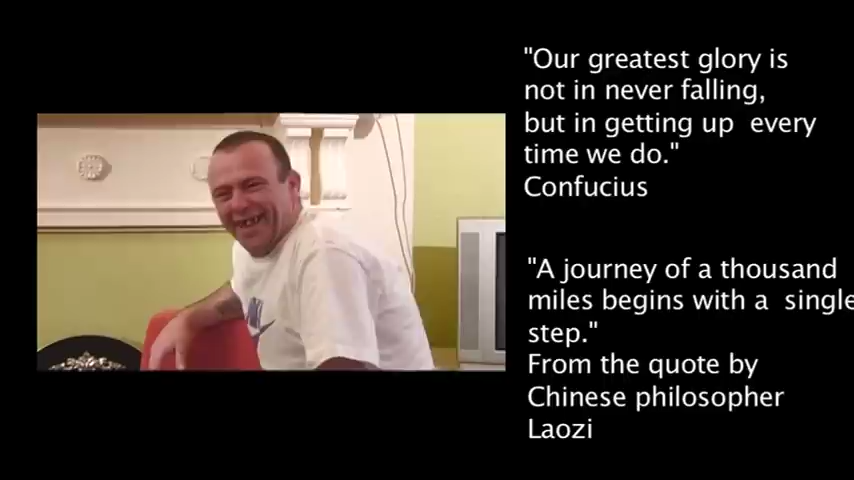 "Our greatest glory is
not in never falling,
but in getting up  every
time we do."
Confucius
"A journey of a thousand
miles begins with a  single
step."
From the quote by
Chinese philosopher
Laozi